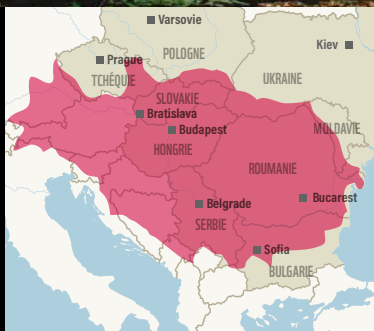 Varsovie
POLOGNE
Kiev
Prague
TCHÉQUIE
UKRAINE
SLOVAKIE
Bratislava
Budapest
MOLDAVIE
HONGRIE
ROUMANIE
Bucarest
Belgrade
SERBIE
Sofia
BULGARIE